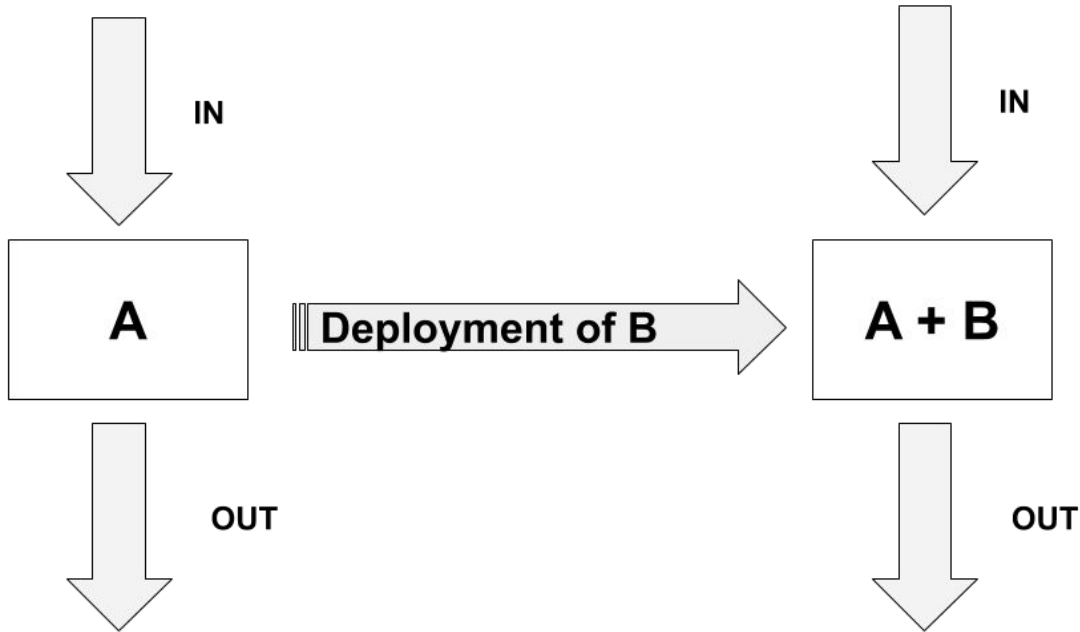 IN
IN
A
Deployment of B
A + B
OUT
OUT